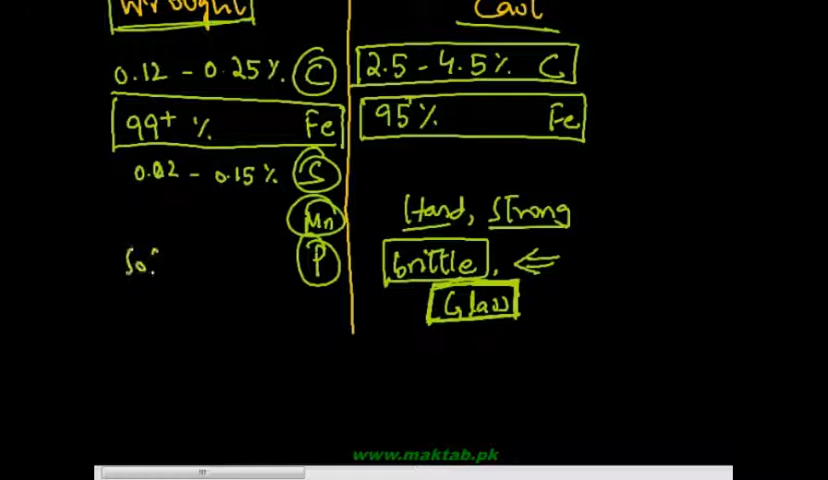 Wrought
Cast
0.12 - 0.25 %. C
2.5 - 4.5 %. C
99+ % Fe
95 % Fe
0.02 - 0.15 %. S
Mn
Hard, Strong
So
P
brittle.
Glass
www.maktab.pk